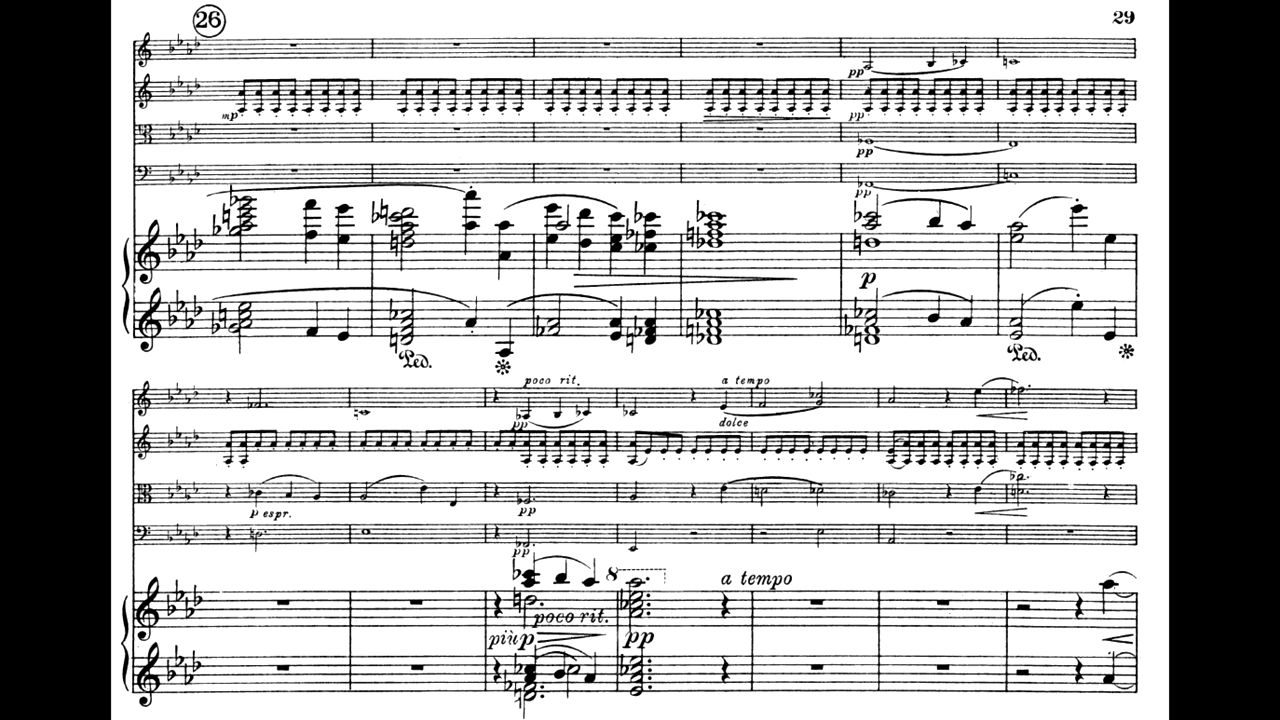 26
29
pp
mp
pp
pp
pp
p
Ped.
Ped.
poco rit.
a tempo
pp
dolce
p espr.
pp
pp
8
a tempo
poco rit.
più p
pp